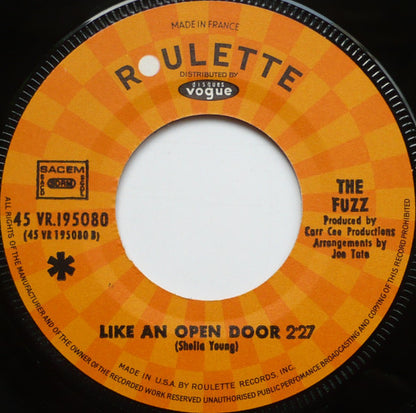 MADE IN FRANCE
ROULETTE
DISTRIBUTED BY
disques
vogue
SACEM
SACD SDRM SGDL
45 VR.195080
(45 VR 195080 B)
THE
FUZZ
Produced by
Carr Cee Productions
Arrangements by
Joe Tate
LIKE AN OPEN DOOR 2'27
(Sheila Young)
MADE IN U.S.A BY ROULETTE RECORDS, INC.
ALL RIGHTS OF THE MANUFACTURER AND OF THE OWNER OF THE RECORDED WORK RESERVED UNAUTHORISED PUBLIC PERFOMANCE BROADCASTING AND COPYING OF THIS RECORD PROHIBITED